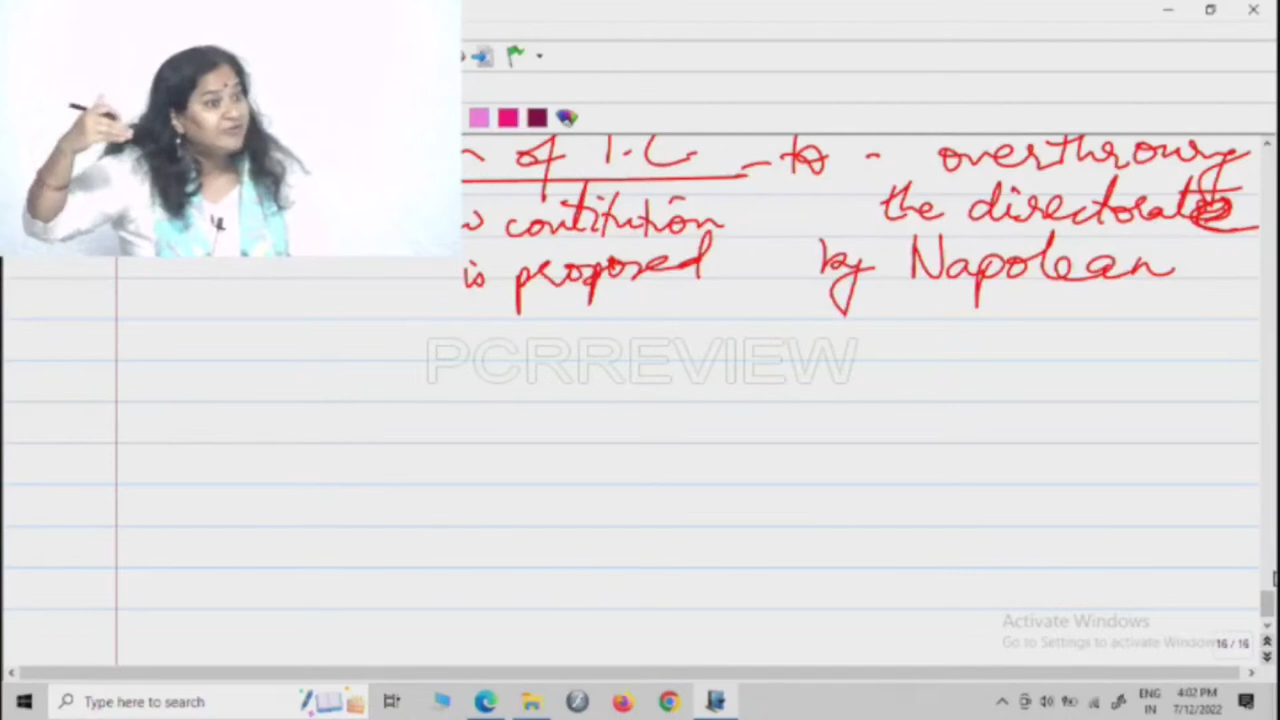 of T.C – to - overthrowing
contitution the directorate
is proposed by Napolean
PCRREVIEW
Activate Windows
Go to Settings to activate Windows
16 / 16
Type here to search
ENG
IN
4:02 PM
7/12/2022